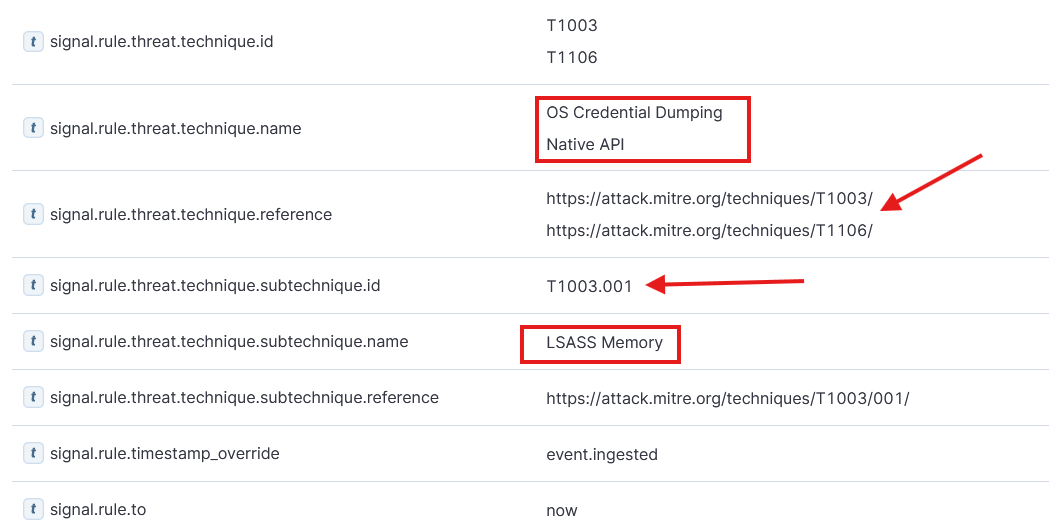 t signal.rule.threat.technique.id
T1003
T1106
t signal.rule.threat.technique.name
OS Credential Dumping
Native API
t signal.rule.threat.technique.reference
https://attack.mitre.org/techniques/T1003/
https://attack.mitre.org/techniques/T1106/
t signal.rule.threat.technique.subtechnique.id
T1003.001
t signal.rule.threat.technique.subtechnique.name
LSASS Memory
t signal.rule.threat.technique.subtechnique.reference
https://attack.mitre.org/techniques/T1003/001/
t signal.rule.timestamp_override
event.ingested
t signal.rule.to
now